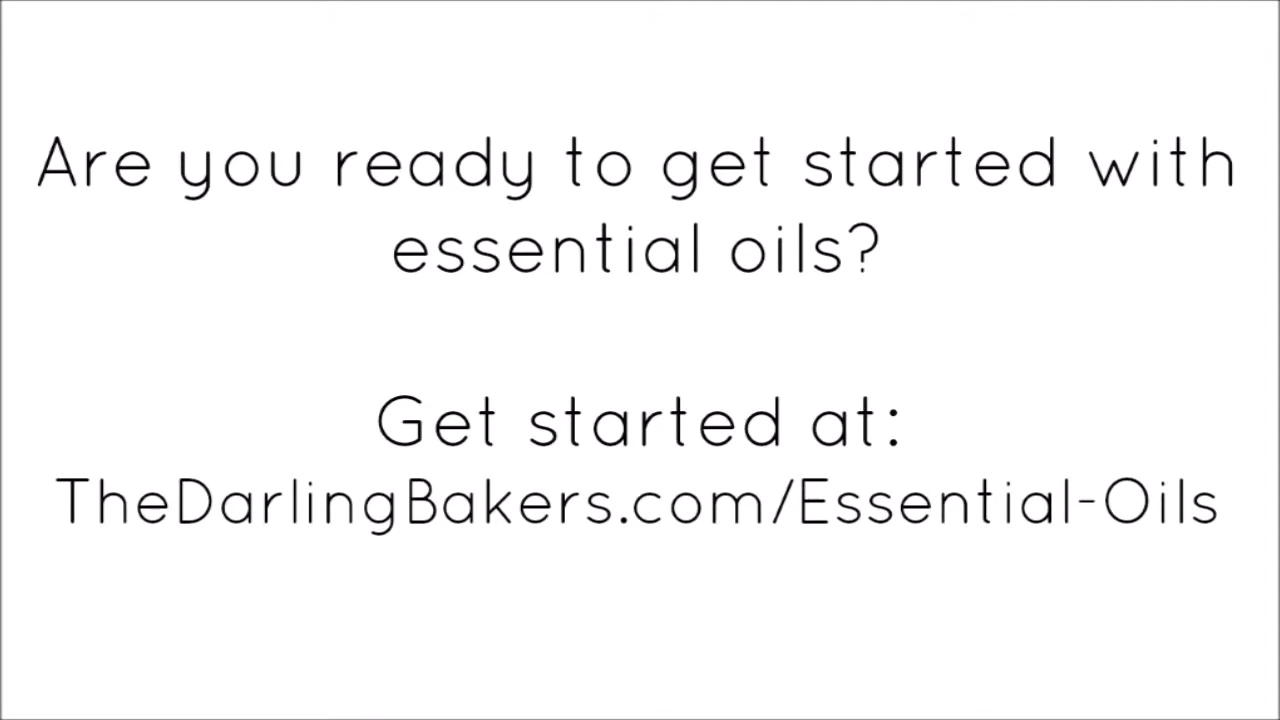 Are you ready to get started with
essential oils?
Get started at:
TheDarlingBakers.com/Essential-Oils